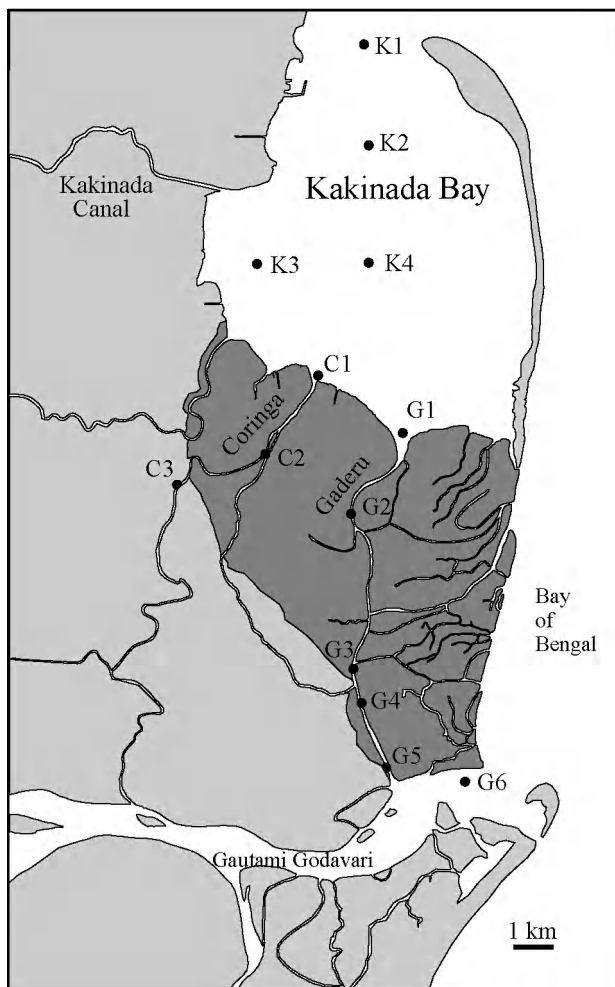 K1
K2
Kakinada Bay
Kakinada
Canal
K3
K4
C1
G1
Coringa
C2
C3
Gaderu
G2
Bay
of
Bengal
G3
G4
G5
G6
Gautami Godavari
1 km